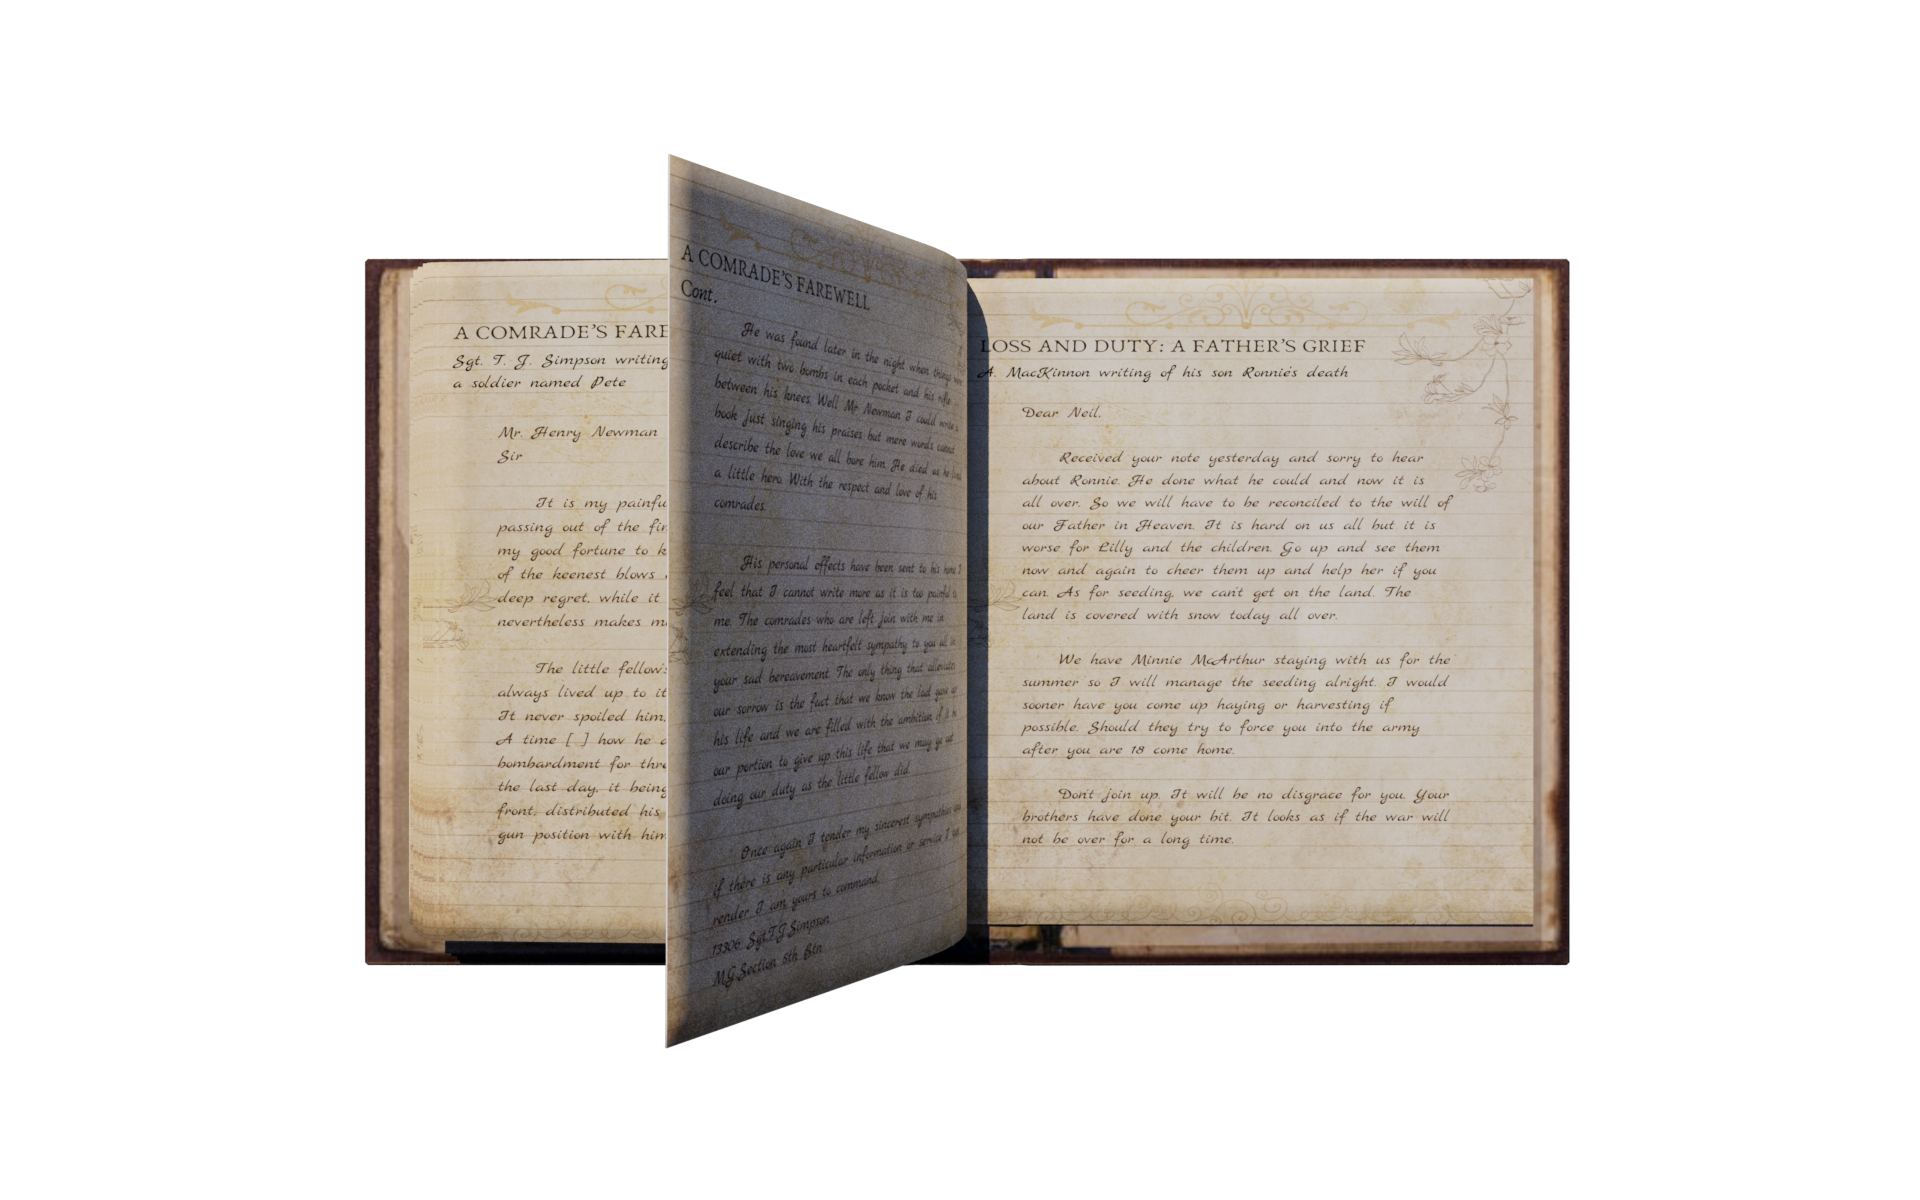 A COMRADE'S FARE
Sgt. T. J. Simpson writing
a soldier named Pete
Mr. Henry Newman
Sir
It is my painfu
passing out of the fir
my good fortune to k
of the keenest blows
deep regret, while it
nevertheless makes m
The little fellow's
always lived up to it
It never spoiled him.
A time [ ] how he
bombardment for thre
the last day, it being
front, distributed his
gun position with him
A COMRADE'S FAREWELL
Cont.
He was found later in the night when things were
quiet with two bombs in each pocket and his rifle
between his knees. Well Mr Newman I could write a
book just singing his praises but mere words cannot
describe the love we all bore him. He died as he lived
a little hero. With the respect and love of his
comrades.
His personal effects have been sent to his home I
feel that I cannot write more as it is too painful to
me. The comrades who are left join with me in
extending the most heartfelt sympathy to you all in
your sad bereavement. The only thing that alleviates
our sorrow is the fact that we know the lad gave up
his life and we are filled with the ambition if it be
our portion to give up this life that we may go out
doing our duty as the little fellow did.
Once again I tender my sincerest sympathies and
if there is any particular information or service I can
render I am yours to command.
13306. Sgt.T.J.Simpson
M.G.Section 5th Btn
LOSS AND DUTY: A FATHER'S GRIEF
A. MacKinnon writing of his son Ronnie's death
Dear Neil,
Received your note yesterday and sorry to hear
about Ronnie. He done what he could and now it is
all over. So we will have to be reconciled to the will of
our Father in Heaven. It is hard on us all but it is
worse for Lilly and the children. Go up and see them
now and again to cheer them up and help her if you
can. As for seeding, we can't get on the land. The
land is covered with snow today all over.
We have Minnie McArthur staying with us for the
summer so I will manage the seeding alright. I would
sooner have you come up haying or harvesting if
possible. Should they try to force you into the army
after you are 18 come home.
Don't join up. It will be no disgrace for you. Your
brothers have done your bit. It looks as if the war will
not be over for a long time.